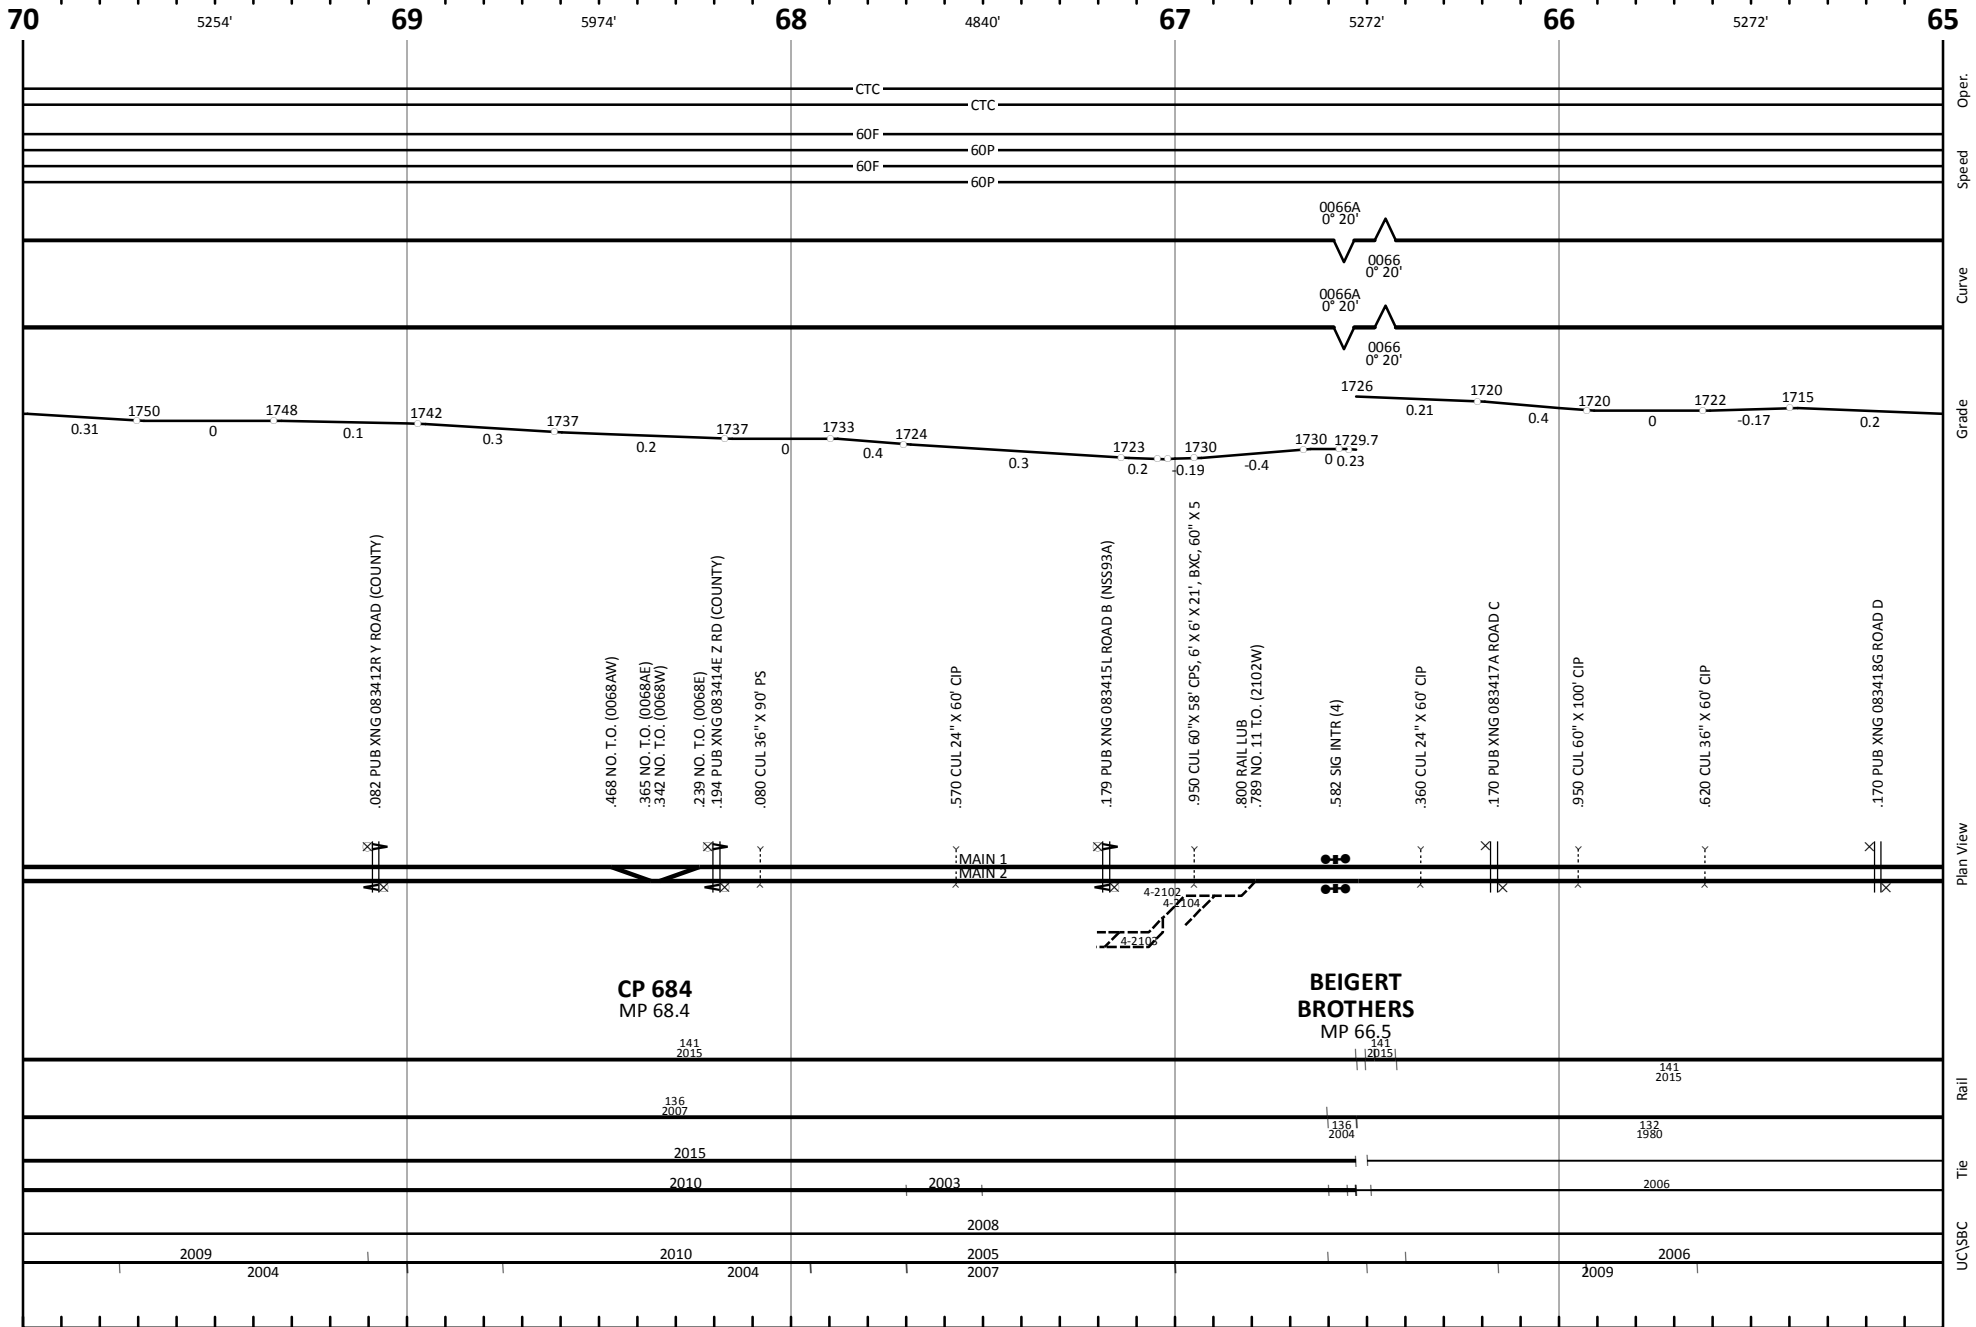 70 5254' 69 5974' 68 4840' 67 5272' 66 5272' 65
Oper.
CTC
CTC
Speed
60F
60P
60F
60P
Curve
0066A
0° 20'
0066
0° 20'
0066A
0° 20'
0066
0° 20'
Grade
1750 1748 1742 1737 1737 1733 1724 1723 1730 1730 1729.7 1726 1720 1720 1722 1715
0.31 0 0.1 0.3 0.2 0 0.4 0.3 0.2 -0.19 -0.4 0 0.23 0.21 0.4 0 -0.17 0.2
.082 PUB XNG 083412R Y ROAD (COUNTY)
.468 NO. T.O. (0068AW)
.365 NO. T.O. (0068AE)
.342 NO. T.O. (0068W)
.239 NO. T.O. (0068E)
.194 PUB XNG 083414E Z RD (COUNTY)
.080 CUL 36" X 90' PS
.570 CUL 24" X 60' CIP
.179 PUB XNG 083415L ROAD B (NSS93A)
.950 CUL 60"X 58' CPS, 6' X 6' X 21', BXC, 60" X 5
.800 RAIL LUB
.789 NO. 11 T.O. (2102W)
.582 SIG INTR (4)
.360 CUL 24" X 60' CIP
.170 PUB XNG 083417A ROAD C
.950 CUL 60" X 100' CIP
.620 CUL 36" X 60' CIP
.170 PUB XNG 083418G ROAD D
Plan View
MAIN 1
MAIN 2
4-2102
4-2104
4-2103
CP 684
MP 68.4
BEIGERT
BROTHERS
MP 66.5
Rail
141
2015
141
2015
141
2015
136
2007
136
2004
132
1980
Tie
2015
2010 2003 2006
UC\SBC
2008
2009 2010 2005 2006
2004 2004 2007 2009